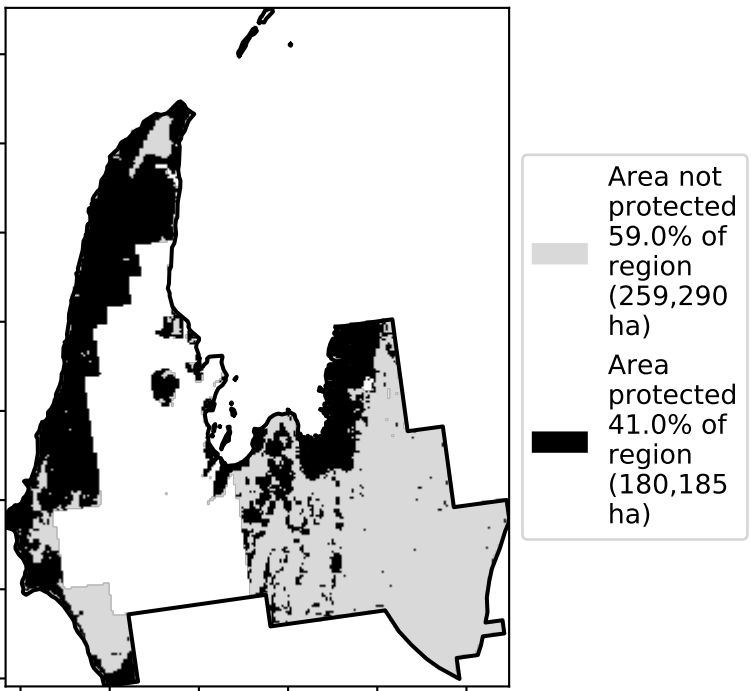 Area not
protected
59.0% of
region
(259,290
ha)
Area
protected
41.0% of
region
(180,185
ha)